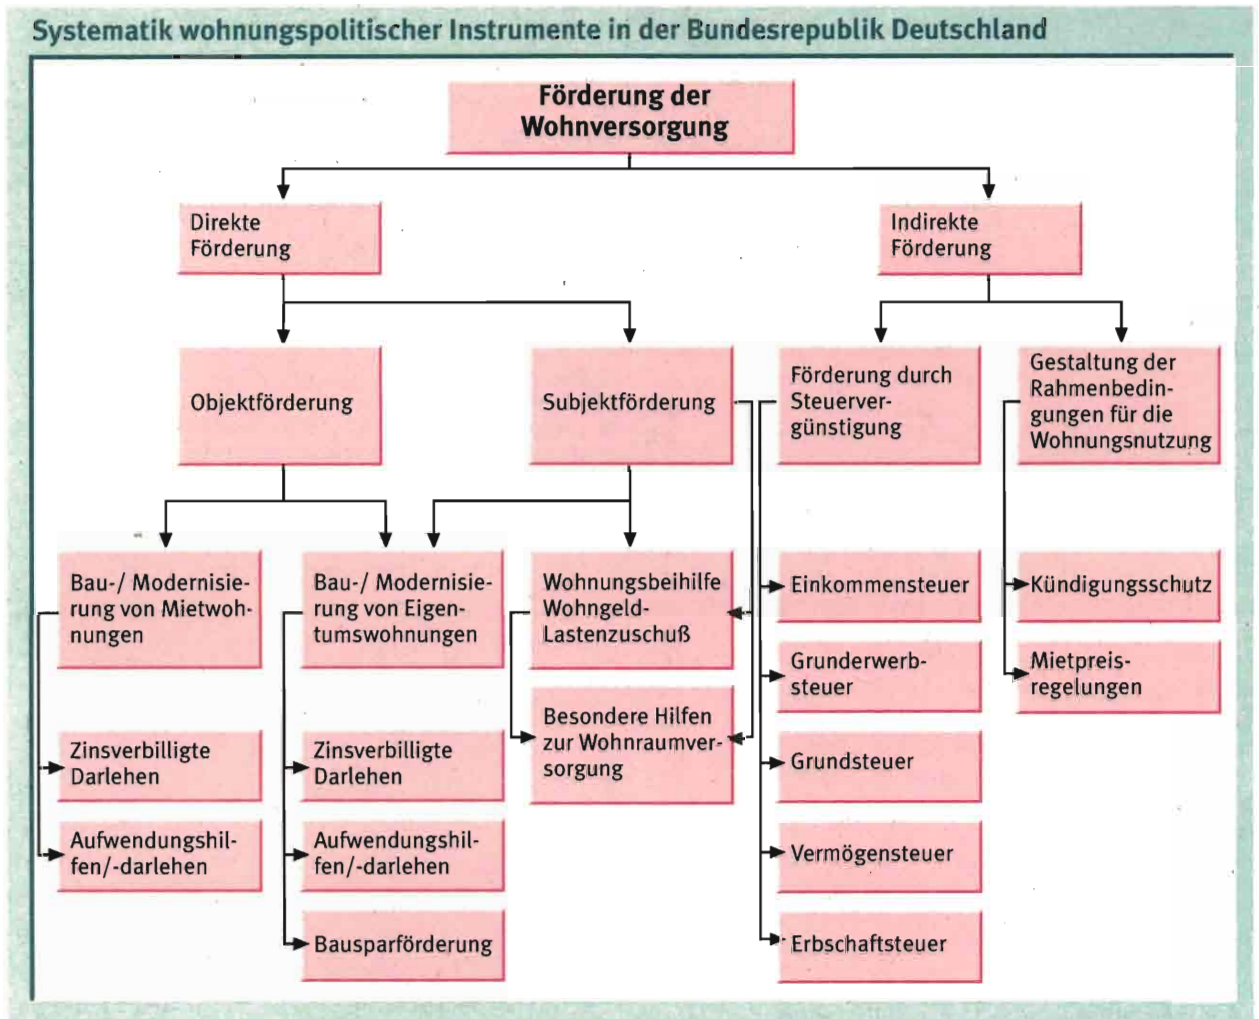 Systematik wohnungspolitischer Instrumente in der Bundesrepublik Deutschland
Förderung der
Wohnversorgung
Direkte
Förderung
Indirekte
Förderung
Objektförderung
Subjektförderung
Förderung durch
Steuerver-
günstigung
Gestaltung der
Rahmenbedin-
gungen für die
Wohnungsnutzung
Bau-/ Modernisie-
rung von Mietwoh-
nungen
Bau-/ Modernisie-
rung von Eigen-
tumswohnungen
Wohnungsbeihilfe
Wohngeld-
Lastenzuschuß
Einkommensteuer
Kündigungsschutz
Grunderwerb-
steuer
Mietpreis-
regelungen
Besondere Hilfen
zur Wohnraumver-
sorgung
Zinsverbilligte
Darlehen
Zinsverbilligte
Darlehen
Grundsteuer
Aufwendungshil-
fen/-darlehen
Aufwendungshil-
fen/-darlehen
Vermögensteuer
Bausparförderung
Erbschaftsteuer